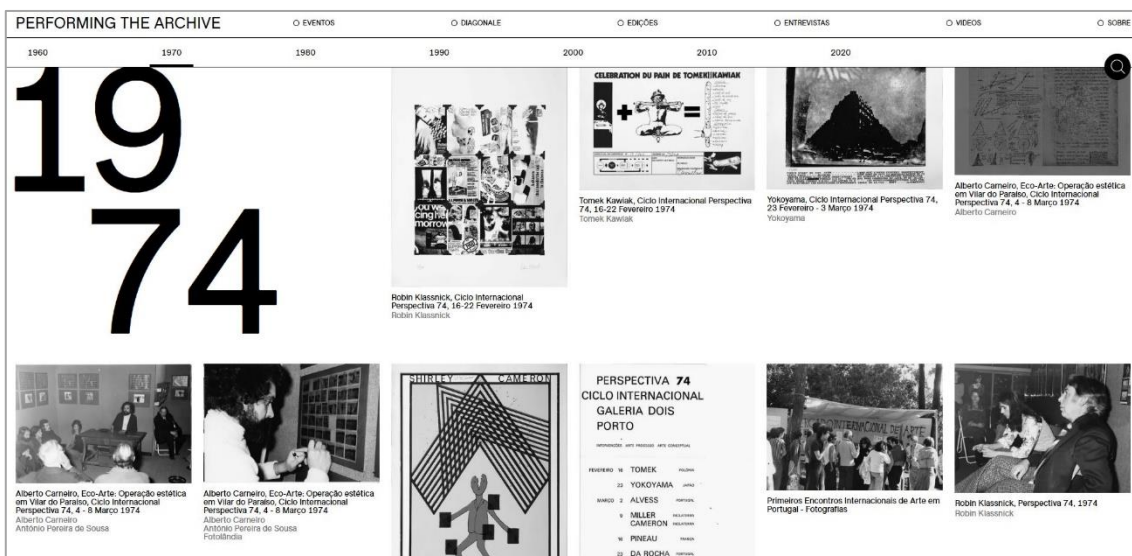 PERFORMING THE ARCHIVE
EVENTOS
DIAGONALE
EDIÇÕES
ENTREVISTAS
VIDEOS
SOBRE
1960
1970
1980
1990
2000
2010
2020
19
74
Robin Klassnick, Ciclo Internacional
Perspectiva 74, 16-22 Fevereiro 1974
Robin Klassnick
CELEBRATION DU PAIN DE TOMEK KAWIAK
Tomek Kawiak, Ciclo Internacional Perspectiva
74, 16-22 Fevereiro 1974
Tomek Kawiak
Yokoyama, Ciclo Internacional Perspectiva 74,
23 Fevereiro - 3 Março 1974
Yokoyama
Alberto Carneiro, Eco-Arte: Operação estética
em Vilar do Paraíso, Ciclo Internacional
Perspectiva 74, 4 - 8 Março 1974
Alberto Carneiro
Alberto Carneiro, Eco-Arte: Operação estética
em Vilar do Paraíso, Ciclo Internacional
Perspectiva 74, 4 - 8 Março 1974
Alberto Carneiro
António Pereira de Sousa
Alberto Carneiro, Eco-Arte: Operação estética
em Vilar do Paraíso, Ciclo Internacional
Perspectiva 74, 4 - 8 Março 1974
Alberto Carneiro
António Pereira de Sousa
Fotolândia
SHIRLEY CAMERON
PERSPECTIVA 74
CICLO INTERNACIONAL
GALERIA DOIS
PORTO
FEVEREIRO 16 TOMEK POLÓNIA
23 YOKOYAMA JAPÃO
MARÇO 2 ALVESS PORTUGAL
9 MILLER
CAMERON INGLATERRA
16 PINEAU FRANÇA
23 DA ROCHA PORTUGAL
Primeiros Encontros Internacionais de Arte em
Portugal - Fotografias
Robin Klassnick, Perspectiva 74, 1974
Robin Klassnick